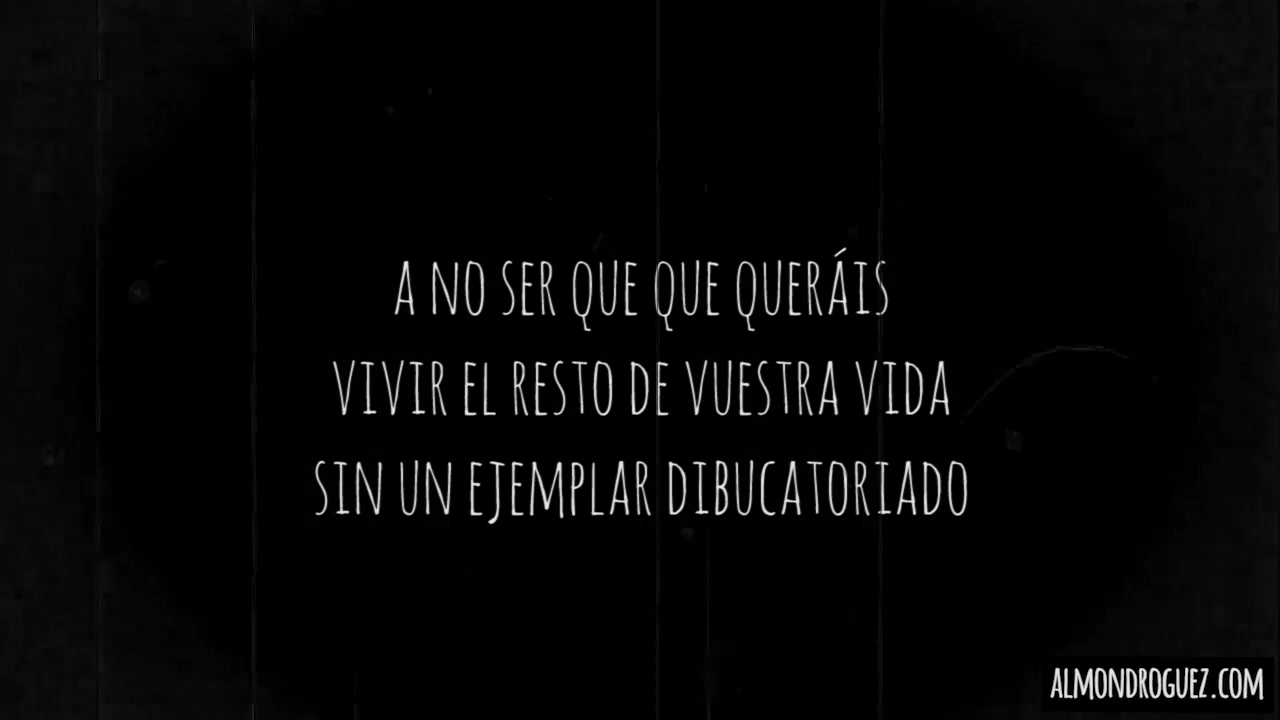 A NO SER QUE QUE QUERÁIS
VIVIR EL RESTO DE VUESTRA VIDA
SIN UN EJEMPLAR DIBUCATORIADO
ALMONDROGUEZ.COM